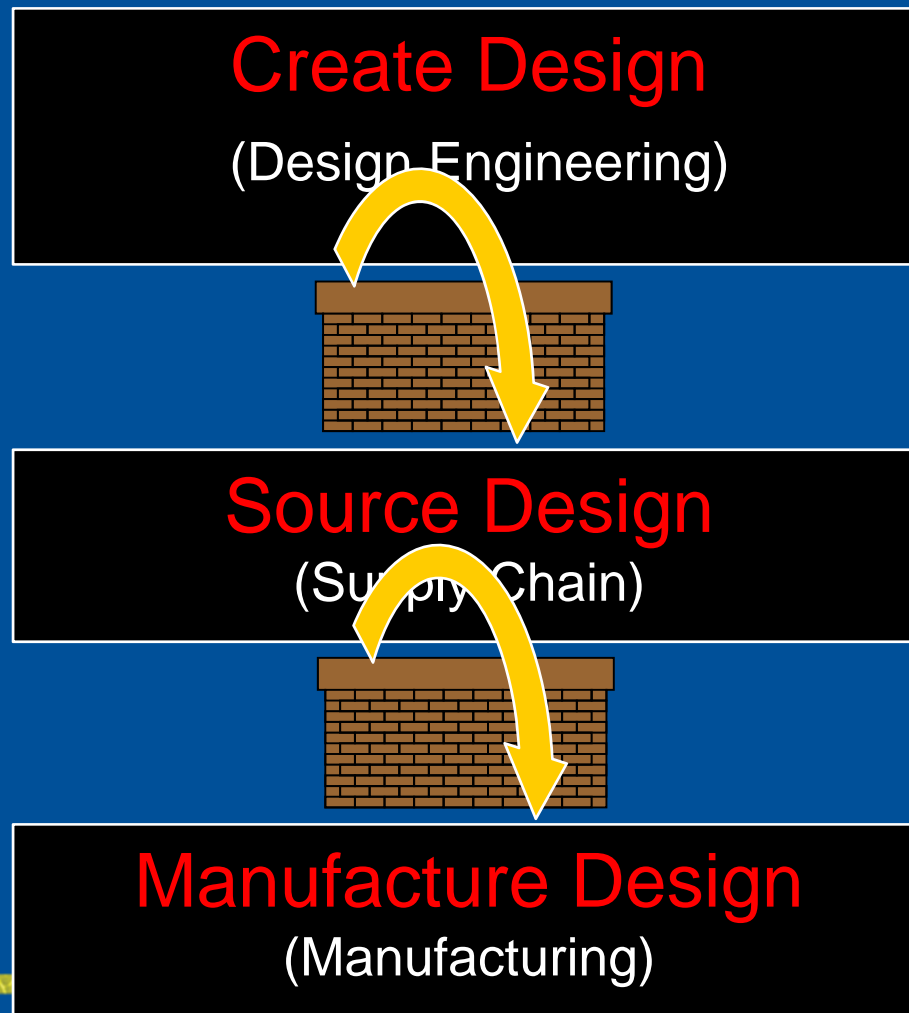 Create Design
(Design Engineering)
Source Design
(Supply Chain)
Manufacture Design
(Manufacturing)